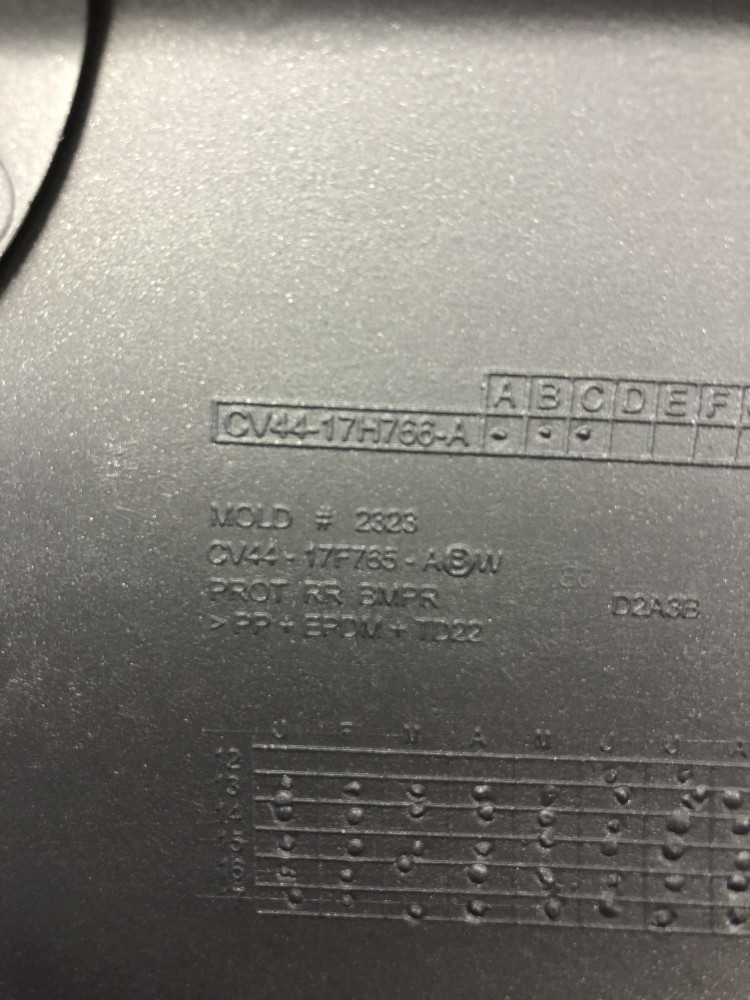 A B C D E F
CV44-17H766-A
MOLD # 2323
CV44 - 17F765 - A B W
PROT RR BMPR
D2A3B
> PP + EPDM + TD22
J F M A M J J A
12
13
14
15
16